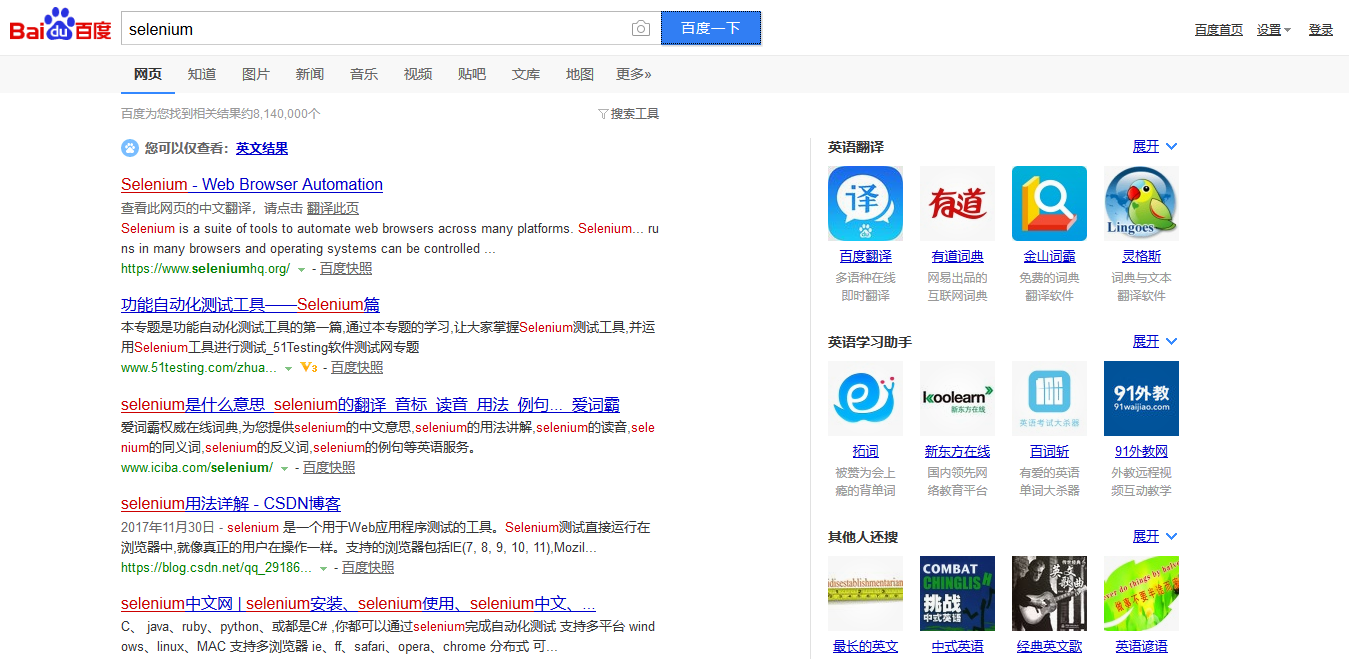 Bai du 百度
selenium
百度一下
百度首页 设置 登录
网页 知道 图片 新闻 音乐 视频 贴吧 文库 地图 更多»
百度为您找到相关结果约8,140,000个
搜索工具
您可以仅查看：英文结果
Selenium - Web Browser Automation
查看此网页的中文翻译，请点击 翻译此页
Selenium is a suite of tools to automate web browsers across many platforms. Selenium... ru
ns in many browsers and operating systems can be controlled ...
https://www.seleniumhq.org/ - 百度快照
功能自动化测试工具——Selenium篇
本专题是功能自动化测试工具的第一篇,通过本专题的学习,让大家掌握Selenium测试工具,并运
用Selenium工具进行测试_51Testing软件测试网专题
www.51testing.com/zhua... V3 - 百度快照
selenium是什么意思_selenium的翻译_音标_读音_用法_例句..._爱词霸
爱词霸权威在线词典,为您提供selenium的中文意思,selenium的用法讲解,selenium的读音,sele
nium的同义词,selenium的反义词,selenium的例句等英语服务。
www.iciba.com/selenium/ - 百度快照
selenium用法详解 - CSDN博客
2017年11月30日 - selenium 是一个用于Web应用程序测试的工具。Selenium测试直接运行在
浏览器中,就像真正的用户在操作一样。支持的浏览器包括IE(7, 8, 9, 10, 11),Mozil...
https://blog.csdn.net/qq_29186... - 百度快照
selenium中文网 | selenium安装、selenium使用、selenium中文、...
C、 java、ruby、python、或都是C# ,你都可以通过selenium完成自动化测试 支持多平台 wind
ows、linux、MAC 支持多浏览器 ie、ff、safari、opera、chrome 分布式 可...
英语翻译 展开
译 有道 Lingoes
百度翻译 有道词典 金山词霸 灵格斯
多语种在线 网易出品的 免费的词典 词典与文本
即时翻译 互联网词典 翻译软件 翻译软件
英语学习助手 展开
koolearn 新东方在线
100 英语考试大杀器
91外教 91waijiao.com
拓词 新东方在线 百词斩 91外教网
被赞为会上 国内领先网 有爱的英语 外教远程视
瘾的背单词 络教育平台 单词大杀器 频互动教学
其他人还搜 展开
idisestablishmentarian
COMBAT
CHINGLISH
挑战
中式英语
英文歌曲
ver do things by halve
做事不要半途而废
最长的英文 中式英语 经典英文歌 英语谚语